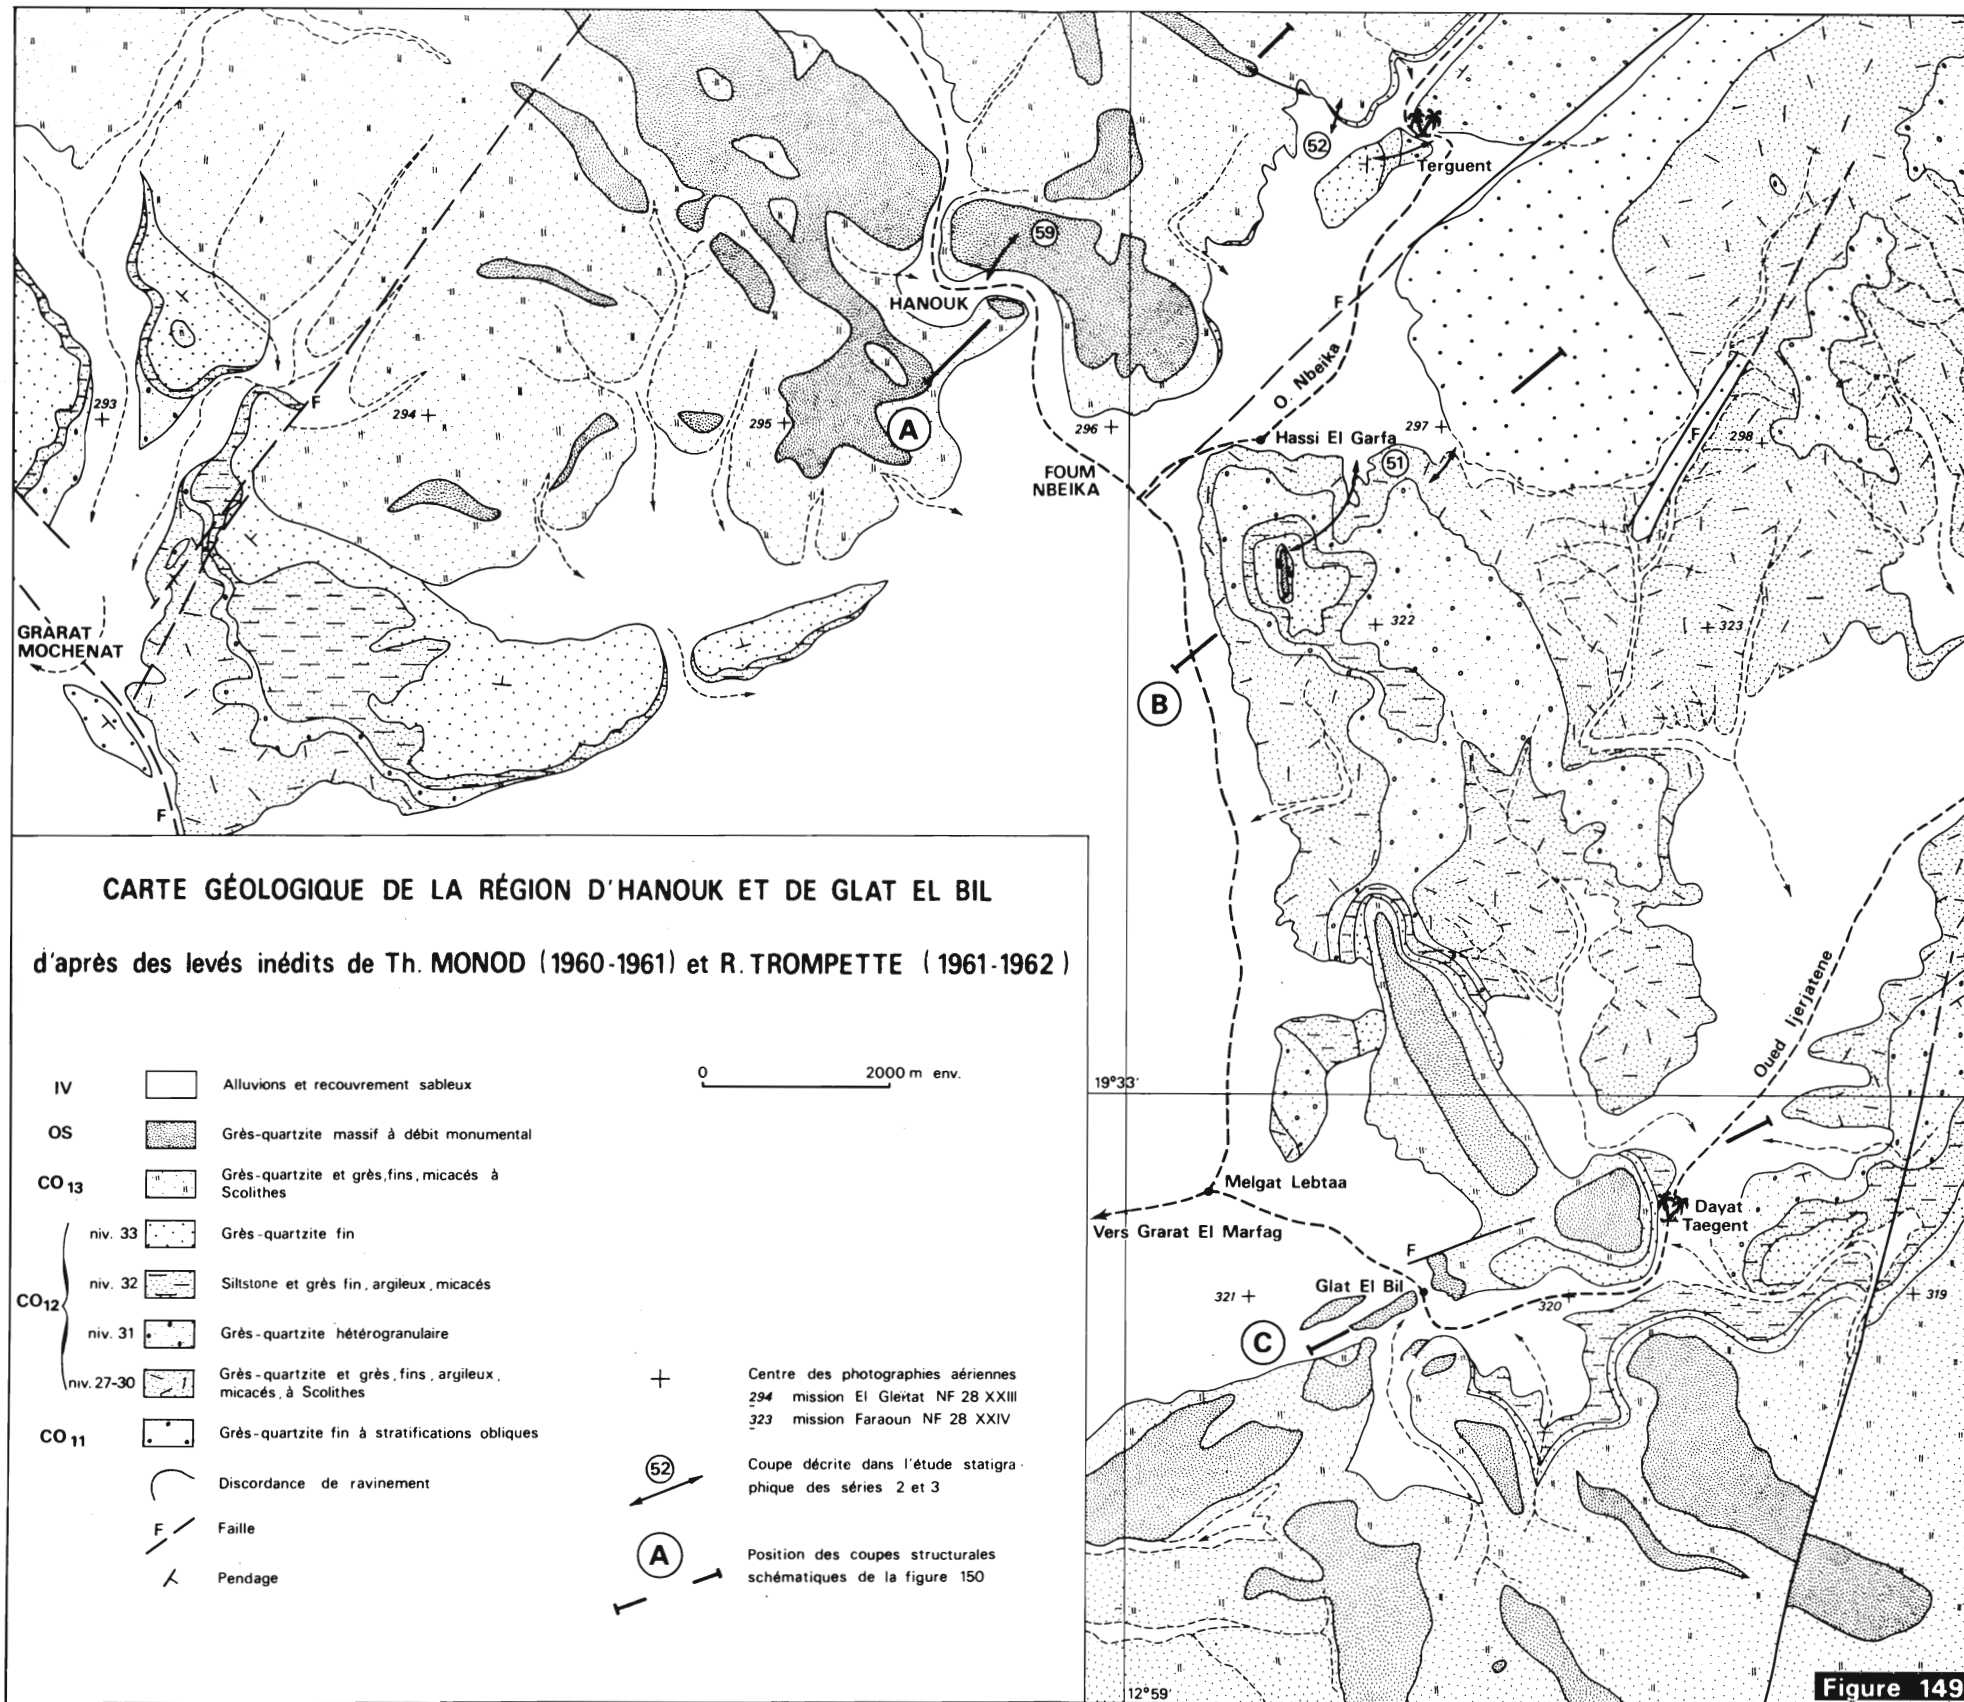 52
Terguent
59
HANOUK
F
O Nbeika
293
F
294
295
A
296
297
F
298
Hassi El Garfa
51
FOUM
NBEIKA
GRARAT
MOCHENAT
322
323
B
F
CARTE GÉOLOGIQUE DE LA RÉGION D'HANOUK ET DE GLAT EL BIL
d'après des levés inédits de Th. MONOD (1960-1961) et R. TROMPETTE (1961-1962)
IV Alluvions et recouvrement sableux
OS Grès-quartzite massif à débit monumental
CO13 Grès-quartzite et grès, fins, micacés à
Scolithes
CO12
niv. 33 Grès-quartzite fin
niv. 32 Siltstone et grès fin, argileux, micacés
niv. 31 Grès-quartzite hétérogranulaire
niv. 27-30 Grès-quartzite et grès, fins, argileux,
micacés, à Scolithes
CO11 Grès-quartzite fin à stratifications obliques
Discordance de ravinement
F Faille
Pendage
0 2000 m env.
+ Centre des photographies aériennes
294 mission El Gleitat NF 28 XXIII
323 mission Faraoun NF 28 XXIV
52 Coupe décrite dans l'étude statigra-
phique des séries 2 et 3
A Position des coupes structurales
schématiques de la figure 150
Oued Ijerjatene
19°33'
Melgat Lebtaa
Vers Grarat El Marfag
Dayat
Taegent
F
Glat El Bil
321
320
319
C
12°59'
Figure 149